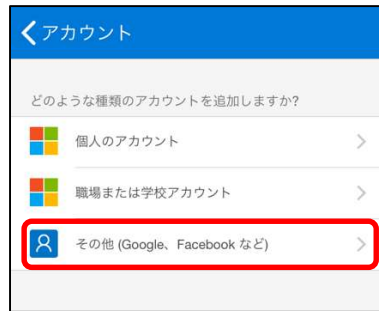 アカウント
どのような種類のアカウントを追加しますか?
個人のアカウント
職場または学校アカウント
その他 (Google、Facebook など)